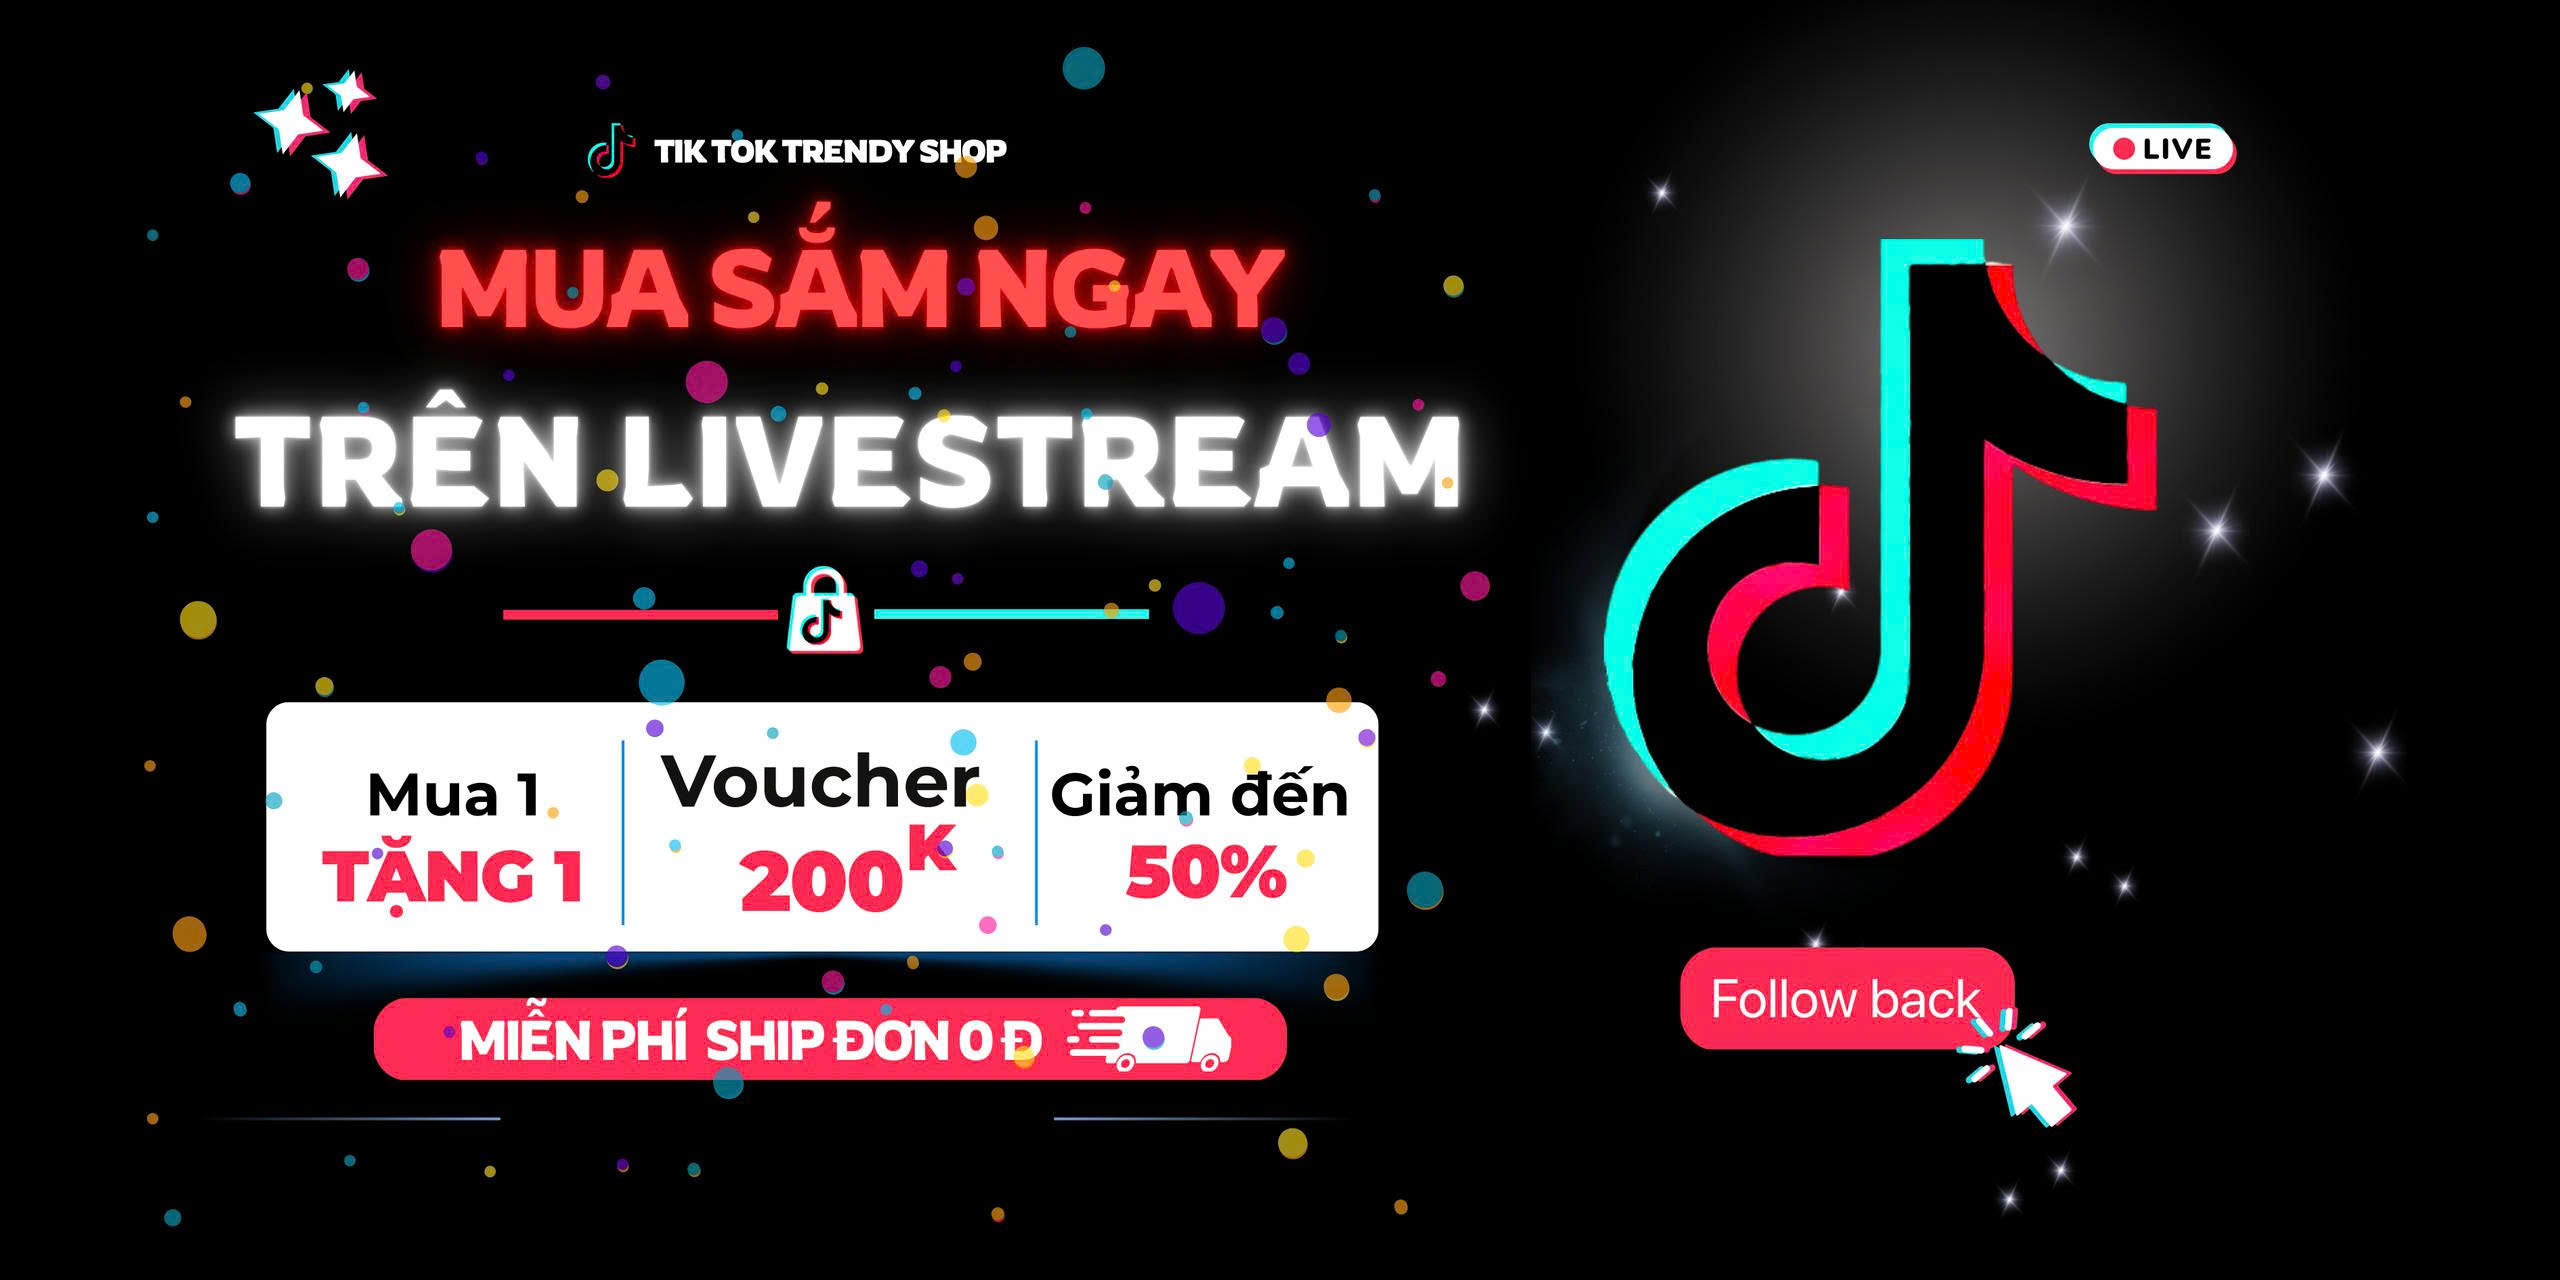 TIK TOK TRENDY SHOP
MUA SẮM NGAY
TRÊN LIVESTREAM
Mua 1
TẶNG 1
Voucher
200K
Giảm đến
50%
MIỄN PHÍ SHIP ĐƠN 0 Đ
LIVE
Follow back